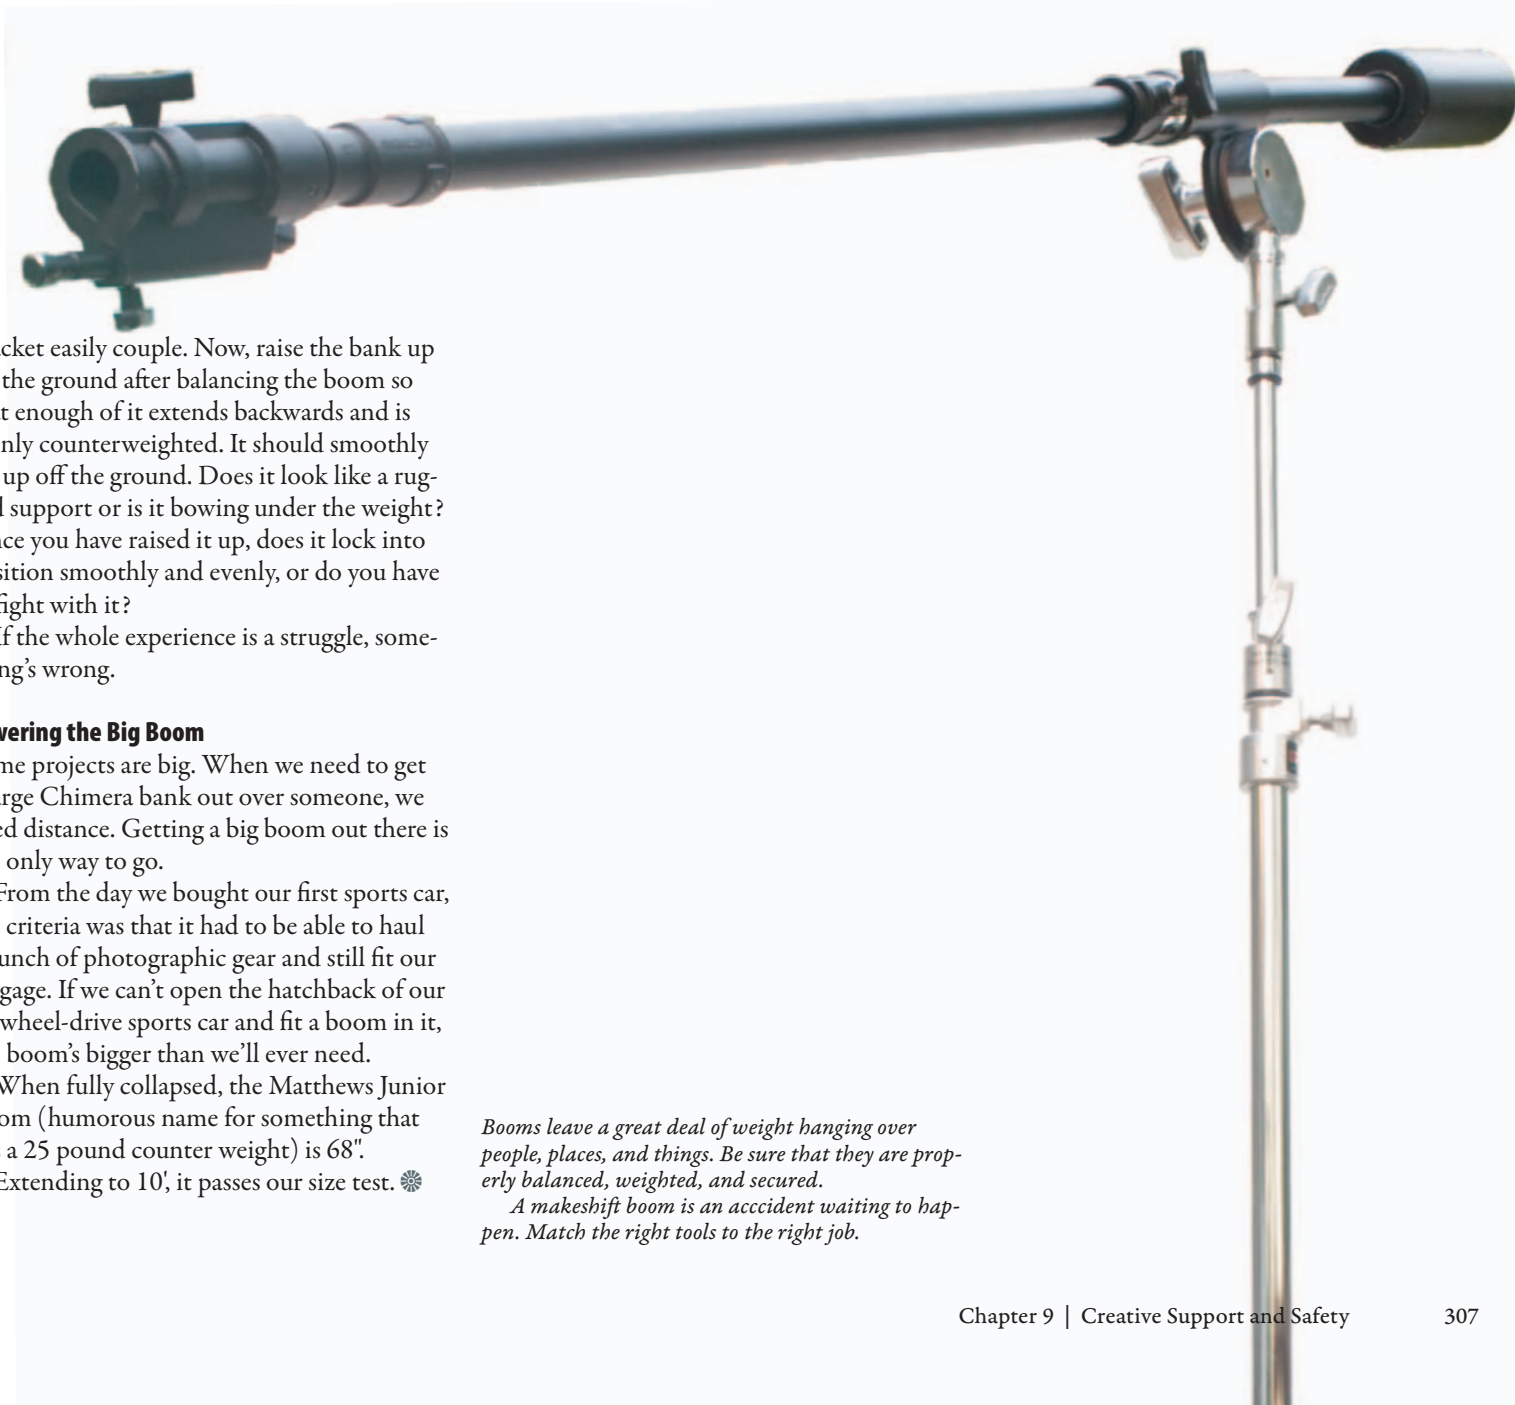 cket easily couple. Now, raise the bank up
the ground after balancing the boom so
t enough of it extends backwards and is
nly counterweighted. It should smoothly
up off the ground. Does it look like a rug-
d support or is it bowing under the weight?
nce you have raised it up, does it lock into
sition smoothly and evenly, or do you have
fight with it?
If the whole experience is a struggle, some-
ng's wrong.
vering the Big Boom
me projects are big. When we need to get
arge Chimera bank out over someone, we
ed distance. Getting a big boom out there is
only way to go.
From the day we bought our first sports car,
criteria was that it had to be able to haul
unch of photographic gear and still fit our
gage. If we can't open the hatchback of our
wheel-drive sports car and fit a boom in it,
boom's bigger than we'll ever need.
When fully collapsed, the Matthews Junior
om (humorous name for something that
a 25 pound counter weight) is 68".
Extending to 10', it passes our size test.
Booms leave a great deal of weight hanging over
people, places, and things. Be sure that they are prop-
erly balanced, weighted, and secured.
A makeshift boom is an acccident waiting to hap-
pen. Match the right tools to the right job.
Chapter 9 | Creative Support and Safety 307